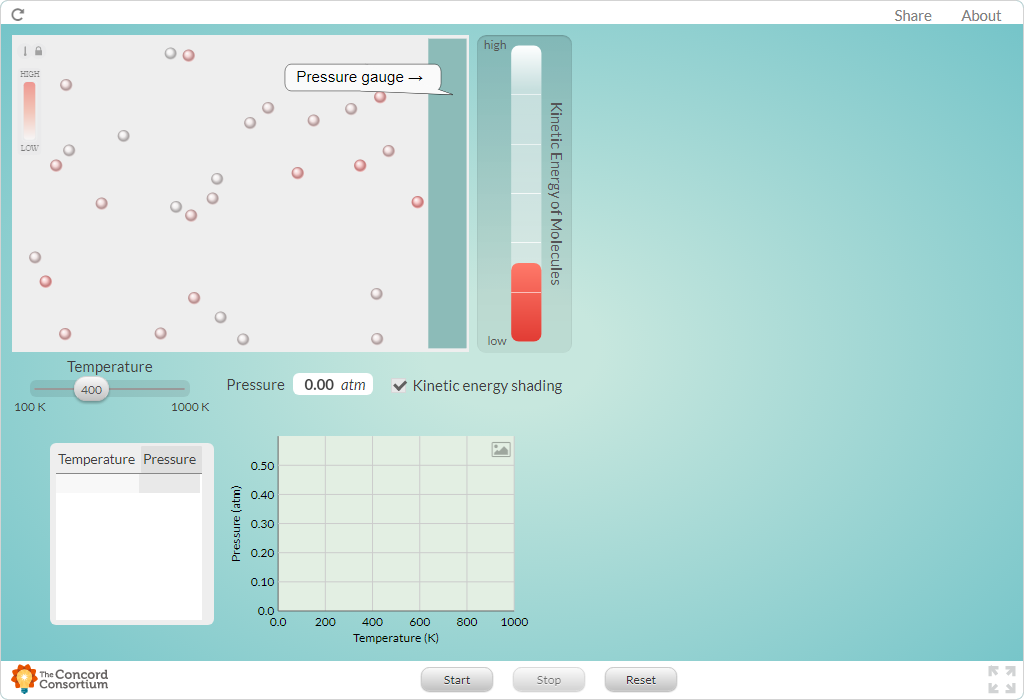 Share About
HIGH
LOW
Pressure gauge →
high
Kinetic Energy of Molecules
low
Temperature
400
100 K 1000 K
Pressure 0.00 atm
Kinetic energy shading
Temperature Pressure
Pressure (atm)
0.50
0.40
0.30
0.20
0.10
0.0
0.0 200 400 600 800 1000
Temperature (K)
The Concord
Consortium
Start Stop Reset